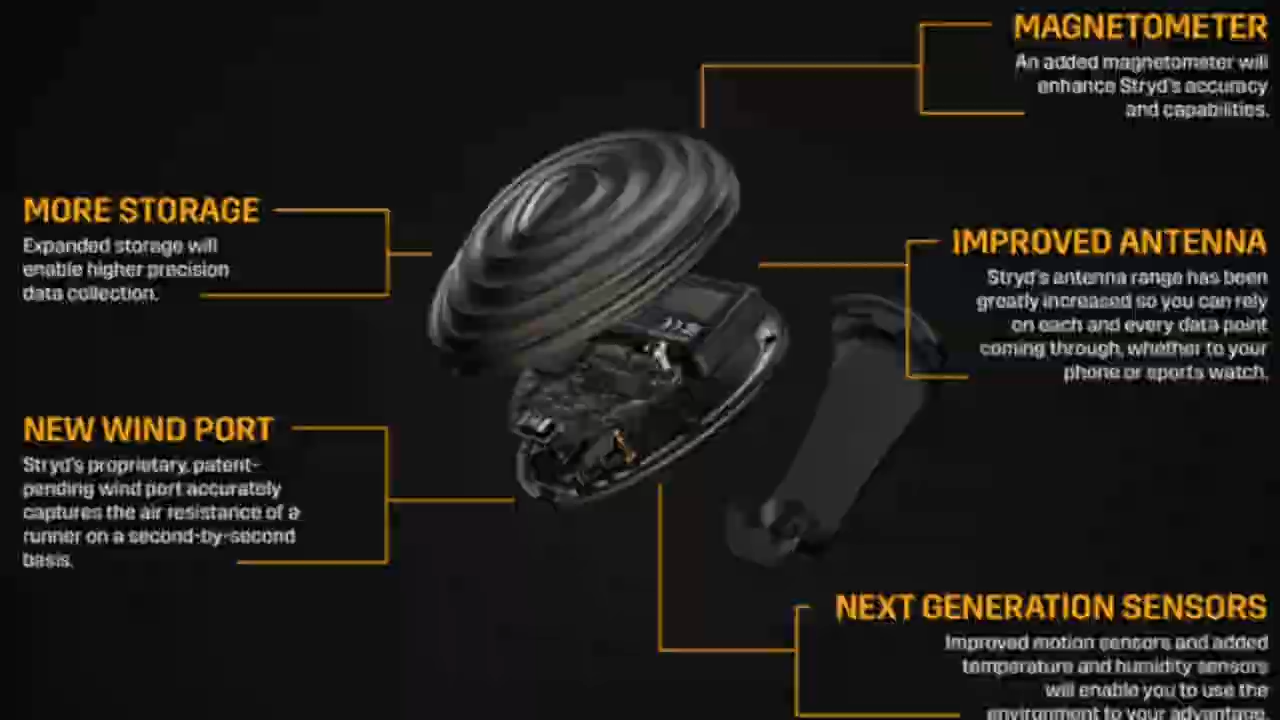 MAGNETOMETER
An added magnetometer will
enhance Stryd's accuracy
and capabilities.
MORE STORAGE
Expanded storage will
enable higher precision
data collection.
IMPROVED ANTENNA
Stryd's antenna range has been
greatly increased so you can rely
on each and every data point
coming through, whether to your
phone or sports watch.
NEW WIND PORT
Stryd's proprietary, patent-
pending wind port accurately
captures the air resistance of a
runner on a second-by-second
basis.
NEXT GENERATION SENSORS
Improved motion sensors and added
temperature and humidity sensors
will enable you to use the
environment to your advantage.